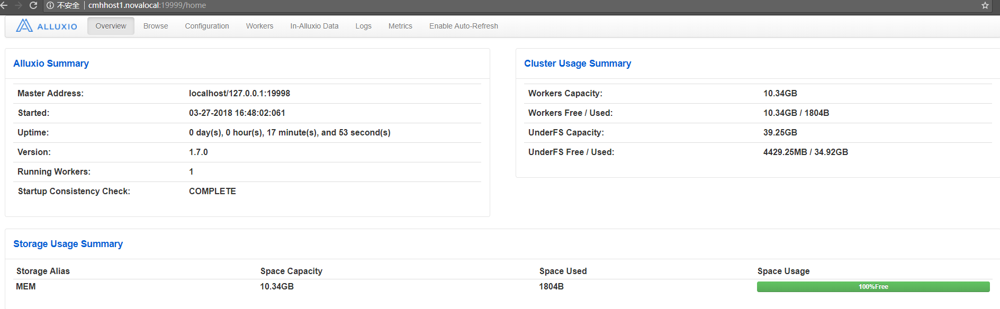 不安全 cmhhost1.novalocal:19999/home
ALLUXIO Overview Browse Configuration Workers In-Alluxio Data Logs Metrics Enable Auto-Refresh
Alluxio Summary
Master Address: localhost/127.0.0.1:19998
Started: 03-27-2018 16:48:02:061
Uptime: 0 day(s), 0 hour(s), 17 minute(s), and 53 second(s)
Version: 1.7.0
Running Workers: 1
Startup Consistency Check: COMPLETE
Cluster Usage Summary
Workers Capacity: 10.34GB
Workers Free / Used: 10.34GB / 1804B
UnderFS Capacity: 39.25GB
UnderFS Free / Used: 4429.25MB / 34.92GB
Storage Usage Summary
Storage Alias Space Capacity Space Used Space Usage
MEM 10.34GB 1804B 100%Free